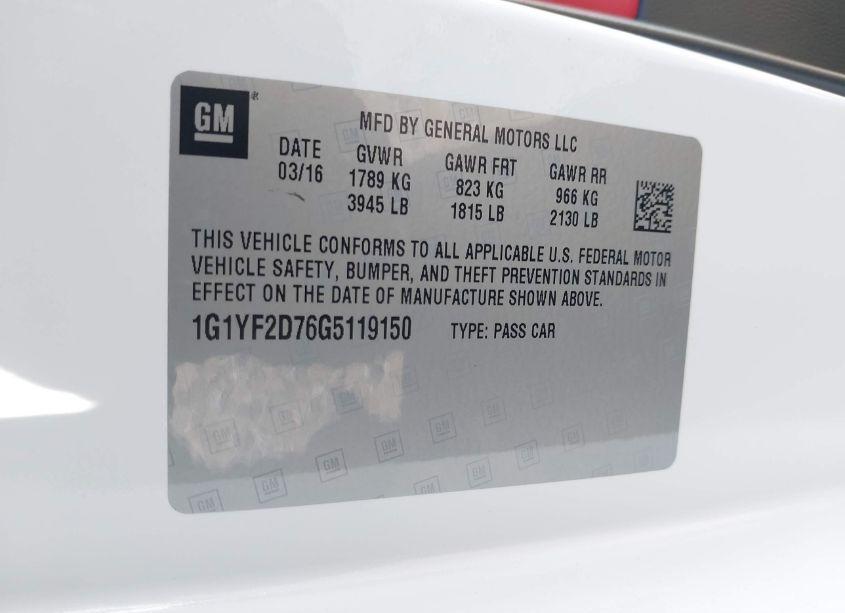 GM
MFD BY GENERAL MOTORS LLC
DATE GVWR GAWR FRT GAWR RR
03/16 1789 KG 823 KG 966 KG
3945 LB 1815 LB 2130 LB
THIS VEHICLE CONFORMS TO ALL APPLICABLE U.S. FEDERAL MOTOR
VEHICLE SAFETY, BUMPER, AND THEFT PREVENTION STANDARDS IN
EFFECT ON THE DATE OF MANUFACTURE SHOWN ABOVE.
1G1YF2D76G5119150 TYPE: PASS CAR